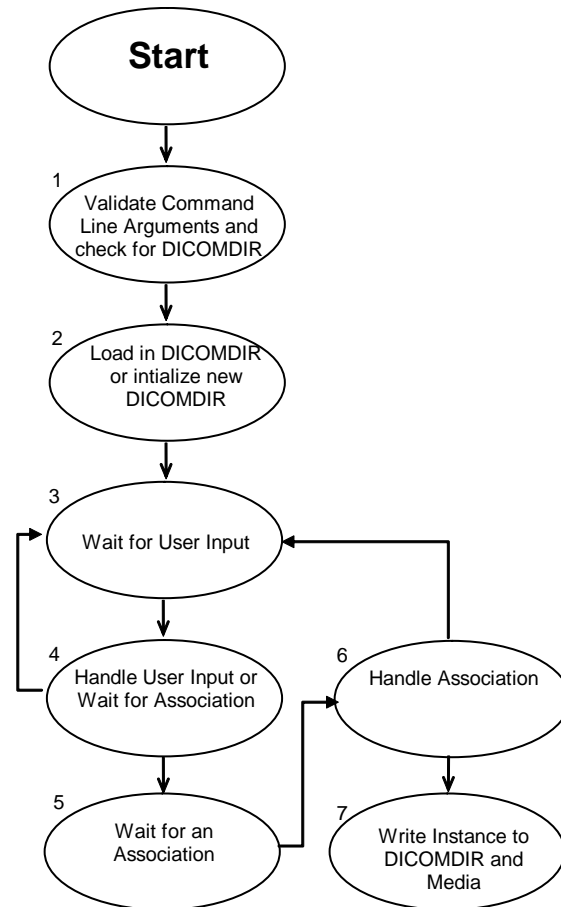 Start
1
Validate Command
Line Arguments and
check for DICOMDIR
2
Load in DICOMDIR
or intialize new
DICOMDIR
3
Wait for User Input
4
Handle User Input or
Wait for Association
5
Wait for an
Association
6
Handle Association
7
Write Instance to
DICOMDIR and
Media